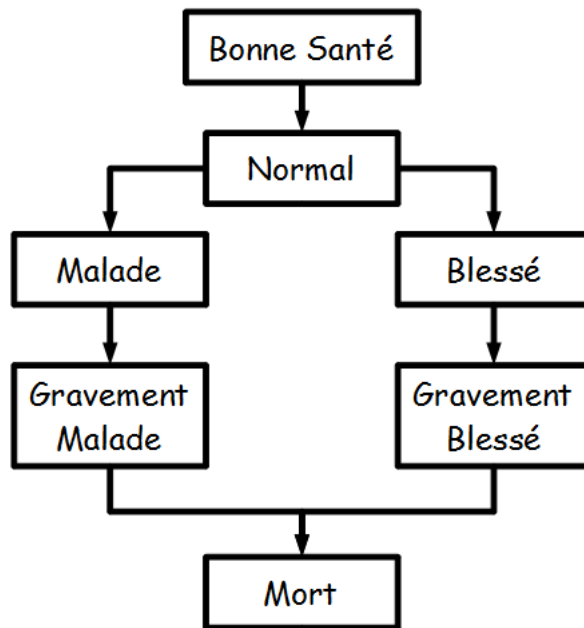 Bonne Santé
Normal
Malade
Blessé
Gravement
Malade
Gravement
Blessé
Mort